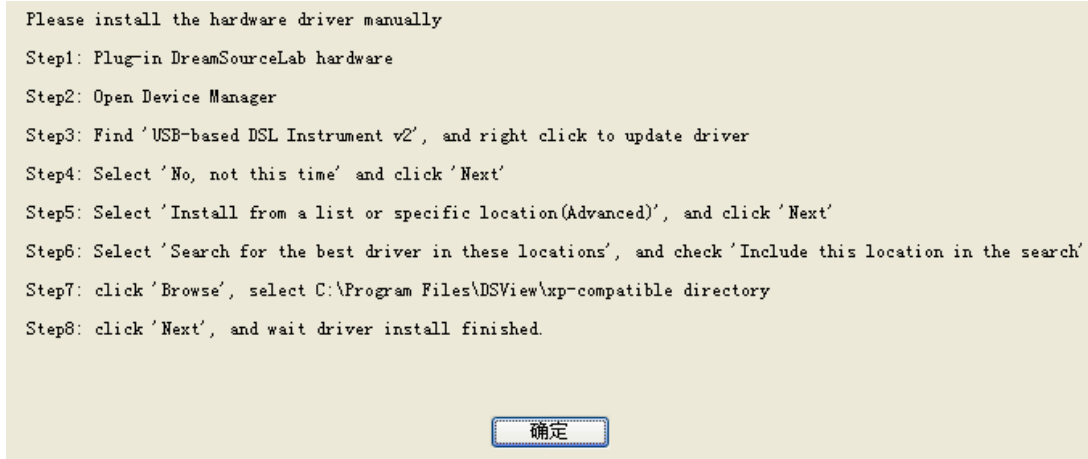 Please install the hardware driver manually
Step1: Plug-in DreamSourceLab hardware
Step2: Open Device Manager
Step3: Find 'USB-based DSL Instrument v2', and right click to update driver
Step4: Select 'No, not this time' and click 'Next'
Step5: Select 'Install from a list or specific location(Advanced)', and click 'Next'
Step6: Select 'Search for the best driver in these locations', and check 'Include this location in the search'
Step7: click 'Browse', select C:\Program Files\DSView\xp-compatible directory
Step8: click 'Next', and wait driver install finished.
确定